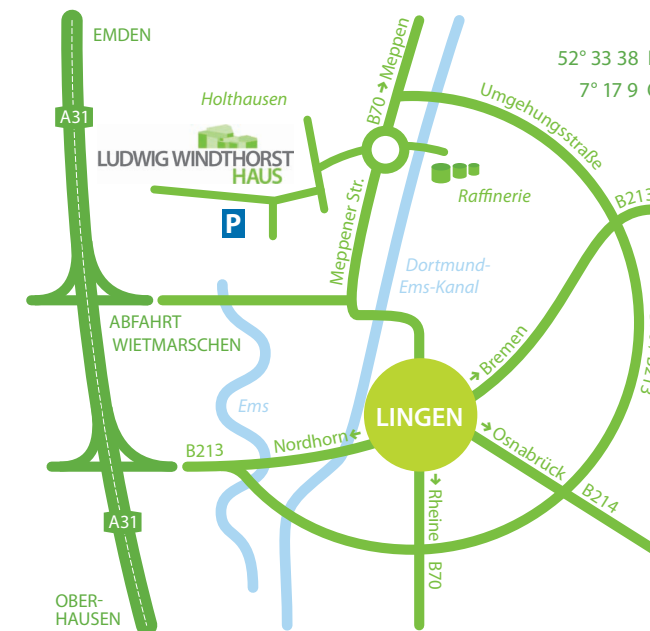 EMDEN
52° 33 38
7° 17 9
B70 → Meppen
Umgehungsstraße
Holthausen
A31
LUDWIG WINDTHORST
HAUS
Raffinerie
B213
P
Meppener Str.
Dortmund-
Ems-Kanal
ABFAHRT
WIETMARSCHEN
B213
→ Bremen
Ems
LINGEN
Nordhorn ←
B213
→ Osnabrück
B214
→ Rheine
B70
A31
OBER-
HAUSEN